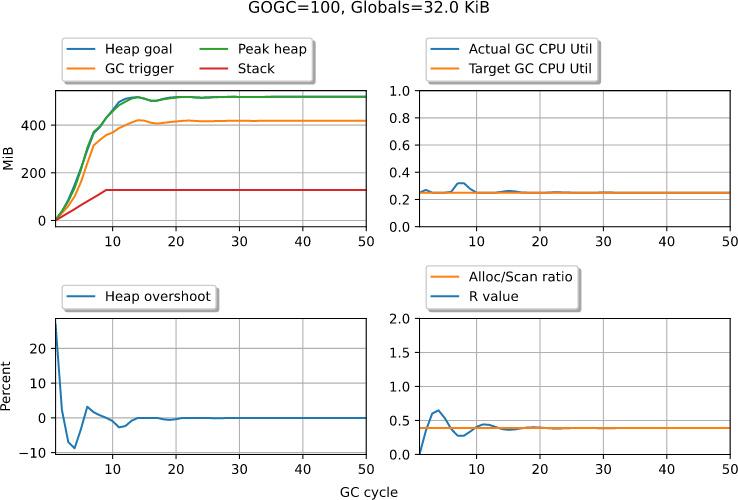 GOGC=100, Globals=32.0 KiB
Heap goal
GC trigger
Peak heap
Stack
MiB
400
200
0
10 20 30 40 50
Actual GC CPU Util
Target GC CPU Util
1.0
0.8
0.6
0.4
0.2
0.0
10 20 30 40 50
Heap overshoot
Percent
20
10
0
−10
10 20 30 40 50
Alloc/Scan ratio
R value
2.0
1.5
1.0
0.5
0.0
10 20 30 40 50
GC cycle